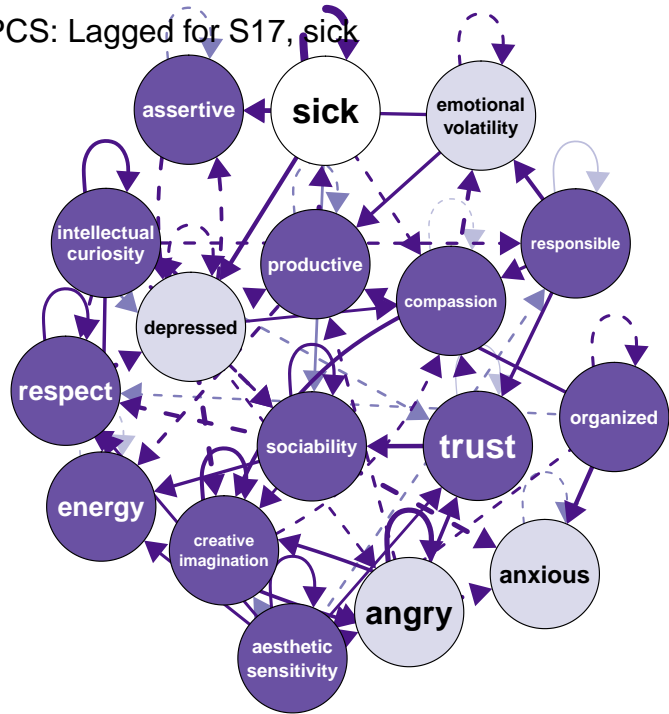 PCS: Lagged for S17, sick
assertive
sick
emotional
volatility
intellectual
curiosity
productive
responsible
compassion
depressed
respect
organized
sociability
trust
energy
creative
imagination
anxious
angry
aesthetic
sensitivity